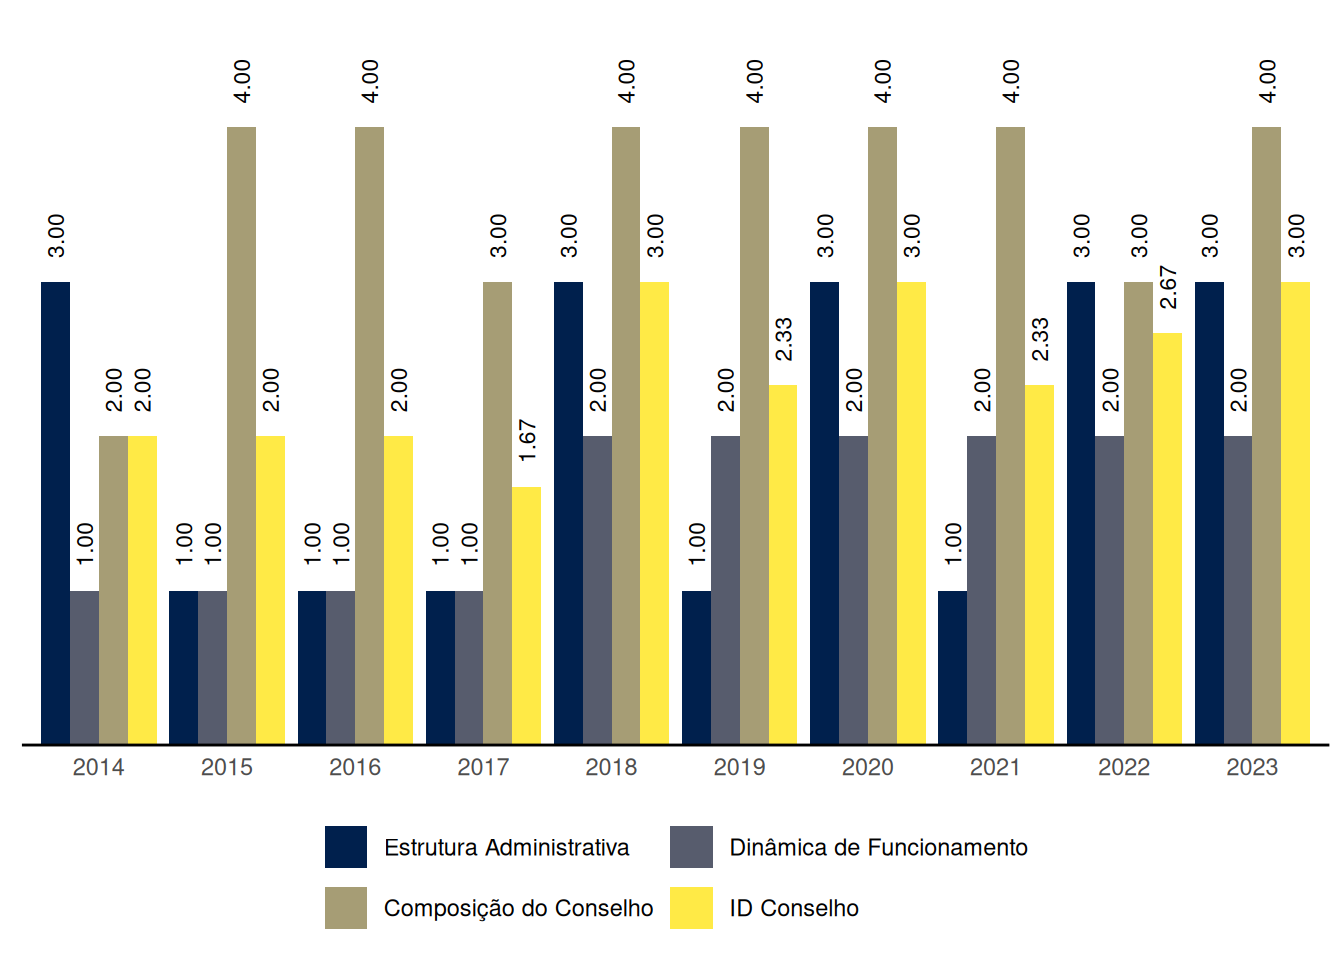 4.00 4.00 4.00 4.00 4.00 4.00 4.00
3.00 3.00 3.00 3.00 3.00 3.00 3.00 3.00 3.00 3.00
2.67
2.33 2.33
2.00 2.00 2.00 2.00 2.00 2.00 2.00 2.00 2.00 2.00
1.67
1.00 1.00 1.00 1.00 1.00 1.00 1.00 1.00 1.00
2014 2015 2016 2017 2018 2019 2020 2021 2022 2023
Estrutura Administrativa Dinâmica de Funcionamento
Composição do Conselho ID Conselho